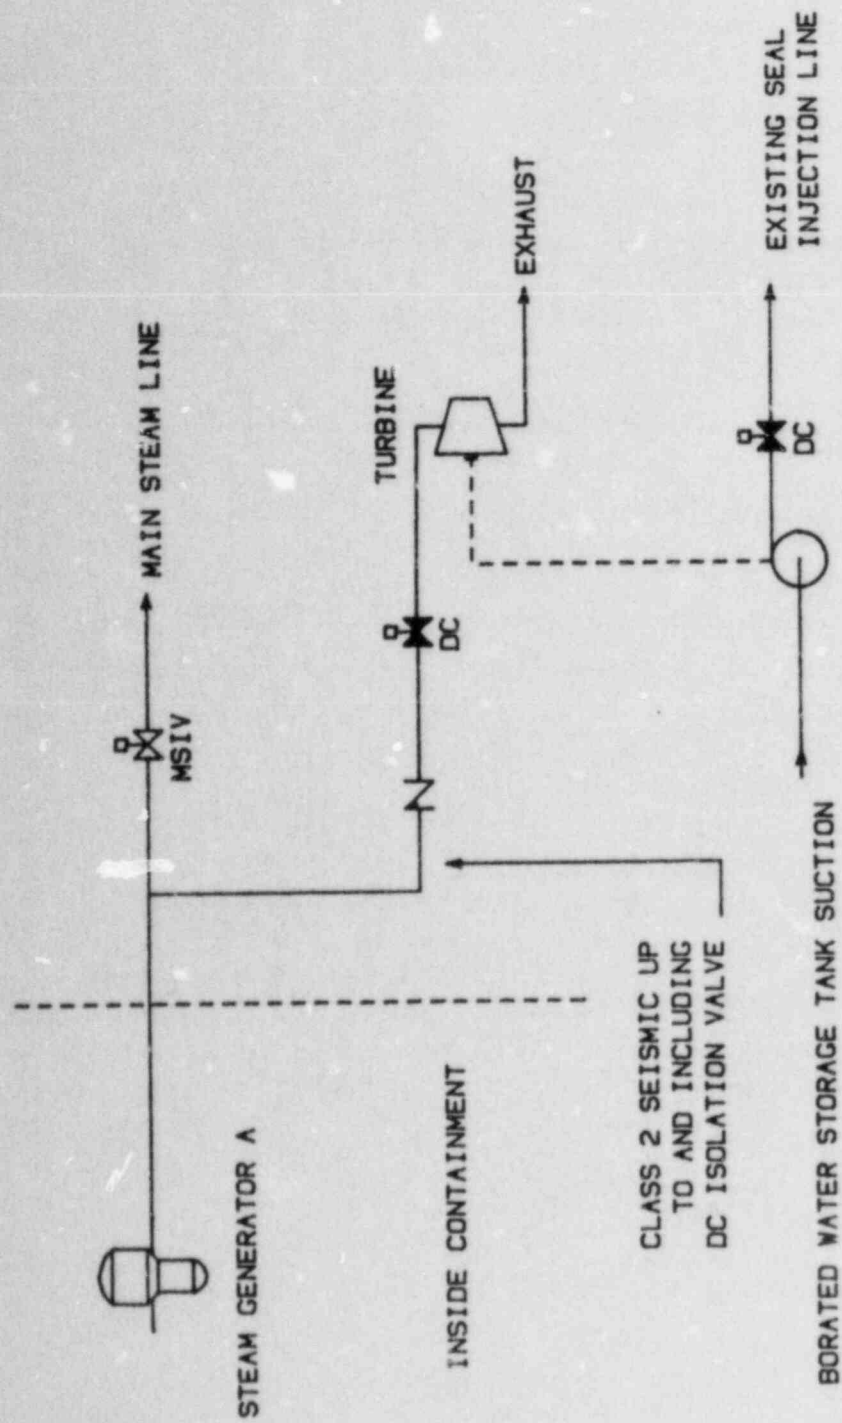 STEAM GENERATOR A
MSIV
MAIN STEAM LINE
INSIDE CONTAINMENT
DC
TURBINE
EXHAUST
CLASS 2 SEISMIC UP
TO AND INCLUDING
DC ISOLATION VALVE
BORATED WATER STORAGE TANK SUCTION
DC
EXISTING SEAL
INJECTION LINE